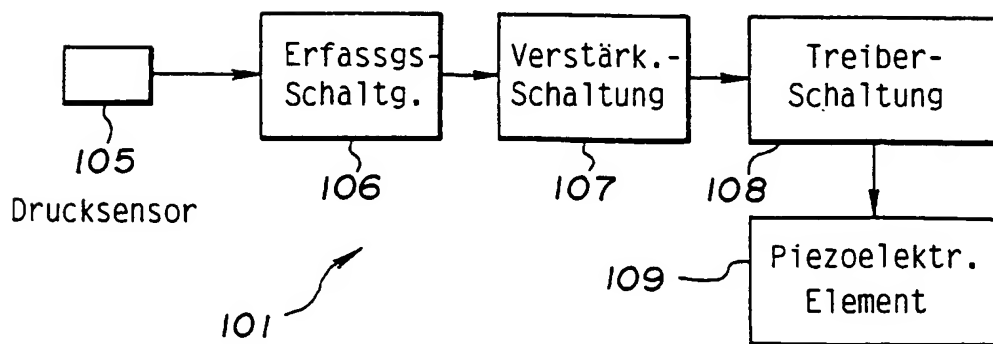 Erfassgs-
Schaltg.
Verstärk.-
Schaltung
Treiber-
Schaltung
105
106
107
108
Drucksensor
Piezoelektr.
Element
109
101